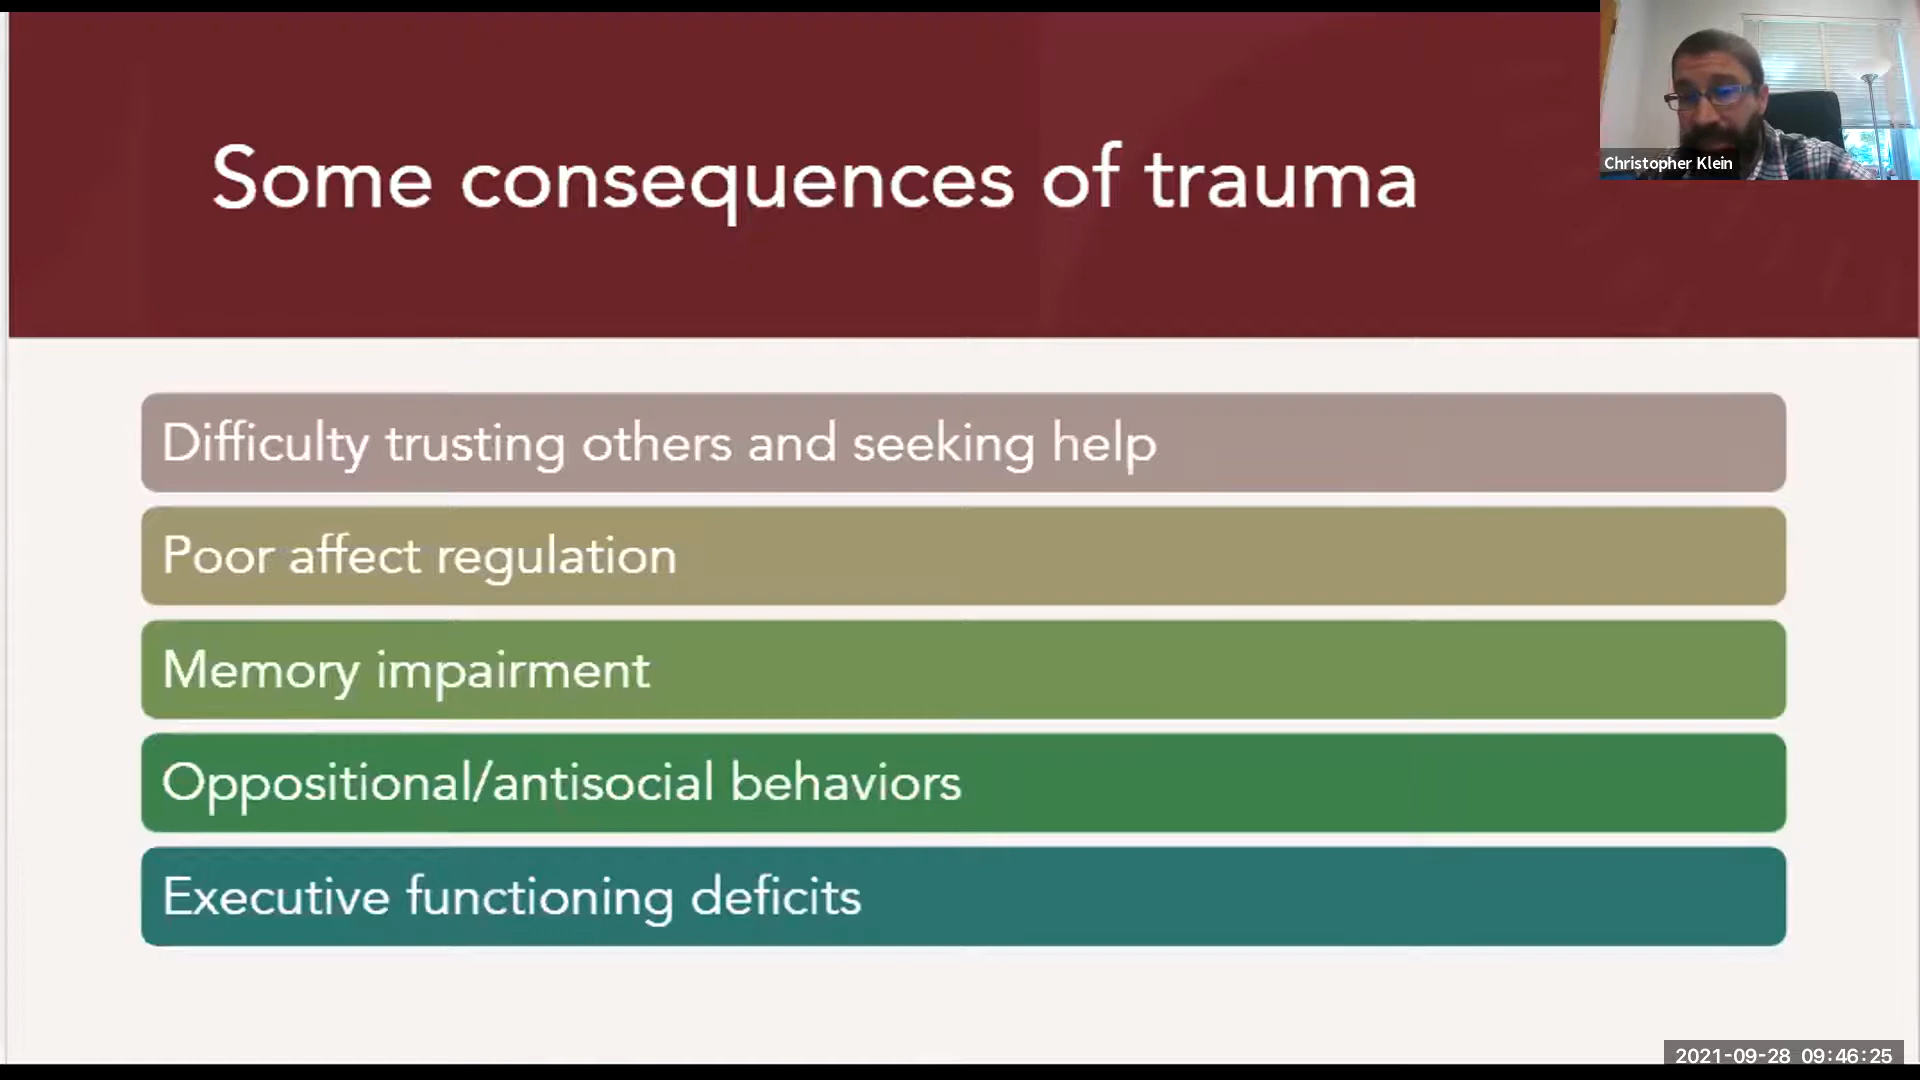 Some consequences of trauma
Christopher Klein
Difficulty trusting others and seeking help
Poor affect regulation
Memory impairment
Oppositional/antisocial behaviors
Executive functioning deficits
2021-09-28 09:46:25